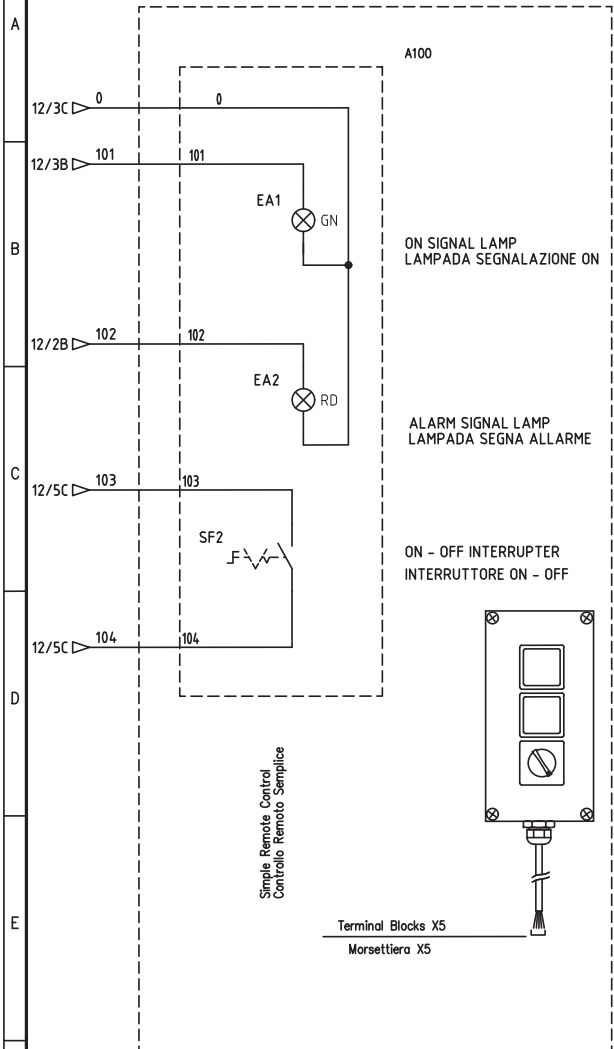 A
A100
12/3C 0 0
12/3B 101 101
EA1 GN
B
ON SIGNAL LAMP
LAMPADA SEGNALAZIONE ON
12/2B 102 102
EA2 RD
ALARM SIGNAL LAMP
LAMPADA SEGNA ALLARME
C
12/5C 103 103
SF2
ON - OFF INTERRUPTER
INTERRUTTORE ON - OFF
12/5C 104 104
D
Simple Remote Control
Controllo Remoto Semplice
E
Terminal Blocks X5
Morsettiera X5